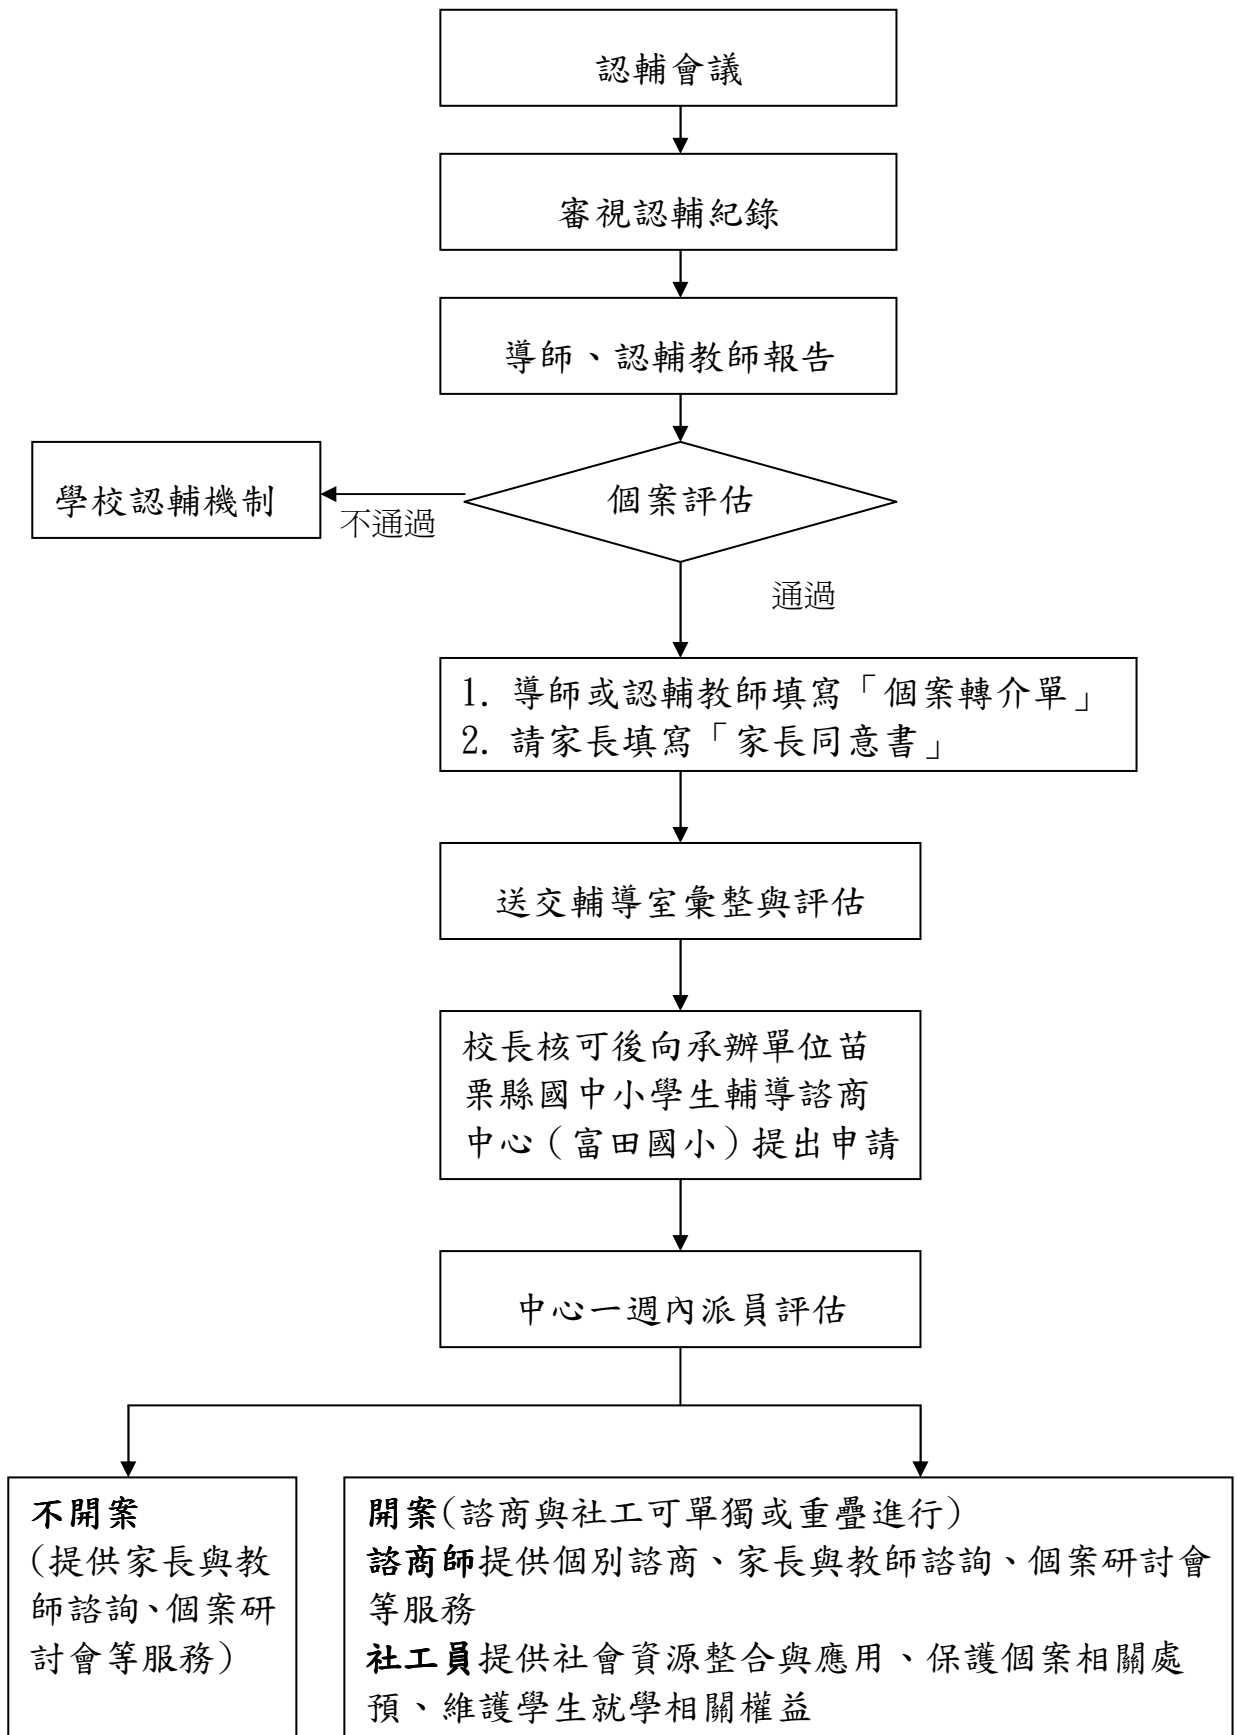 認輔會議
審視認輔紀錄
導師、認輔教師報告
個案評估
學校認輔機制
不通過
通過
1. 導師或認輔教師填寫「個案轉介單」
2. 請家長填寫「家長同意書」
送交輔導室彙整與評估
校長核可後向承辦單位苗
栗縣國中小學生輔導諮商
中心（富田國小）提出申請
中心一週內派員評估
不開案
(提供家長與教
師諮詢、個案研
討會等服務)
開案(諮商與社工可單獨或重疊進行)
諮商師提供個別諮商、家長與教師諮詢、個案研討會
等服務
社工員提供社會資源整合與應用、保護個案相關處
預、維護學生就學相關權益